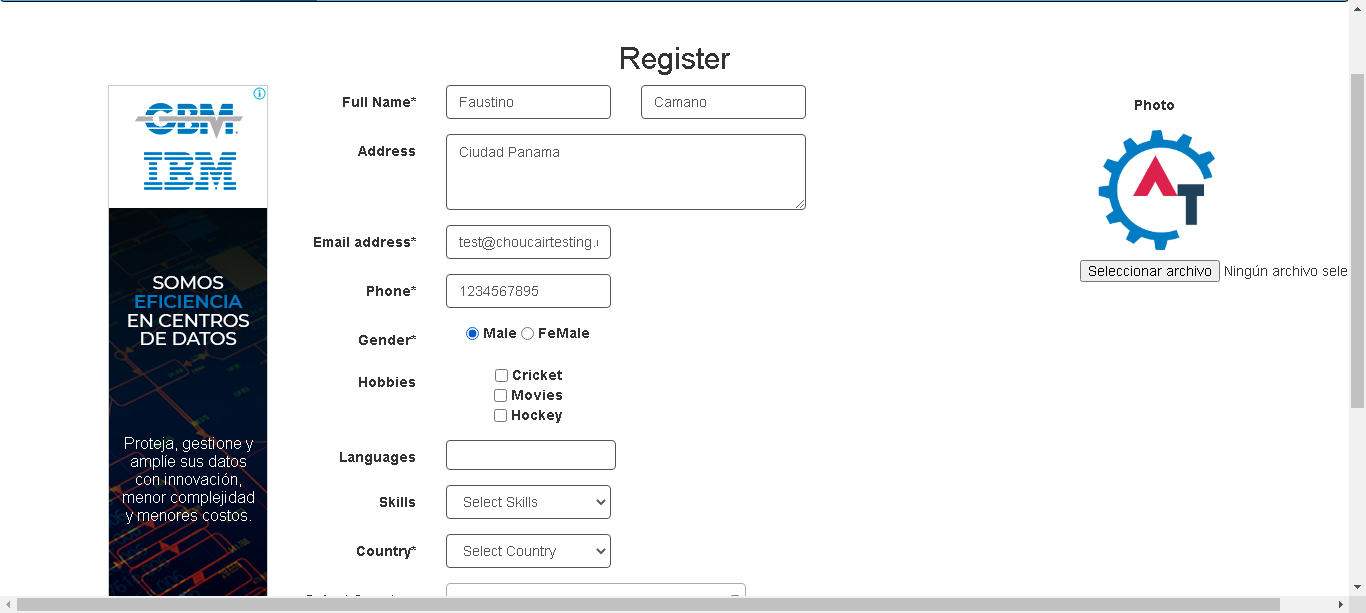 Register
GBM
IBM
SOMOS
EFICIENCIA
EN CENTROS
DE DATOS
Proteja, gestione y
amplíe sus datos
con innovación,
menor complejidad
y menores costos.
Full Name* Faustino Camano
Address Ciudad Panama
Email address* test@choucairtesting.
Phone* 1234567895
Gender* Male FeMale
Hobbies Cricket
Movies
Hockey
Languages
Skills Select Skills
Country* Select Country
Photo
AT
Seleccionar archivo Ningún archivo sele